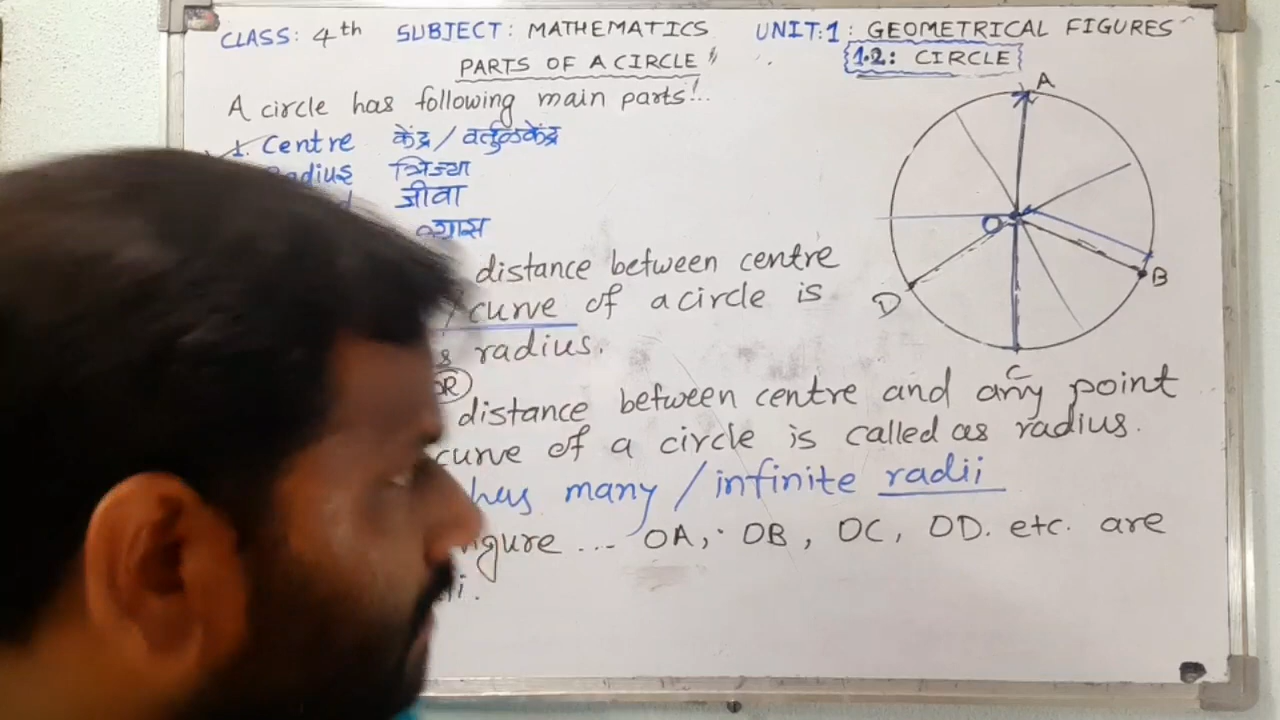 CLASS: 4th SUBJECT: MATHEMATICS UNIT:1: GEOMETRICAL FIGURES
PARTS OF A CIRCLE" 1.2: CIRCLE
A circle has following main parts!..
1. Centre केंद्र / वर्तुळकेंद्र
त्रिज्या
जीवा
व्यास
distance between centre
curve of a circle is
radius.
OR
distance between centre and any point
curve of a circle is called as radius.
has many / infinite radii
OA, OB, OC, OD. etc. are
A
O
B
D
C